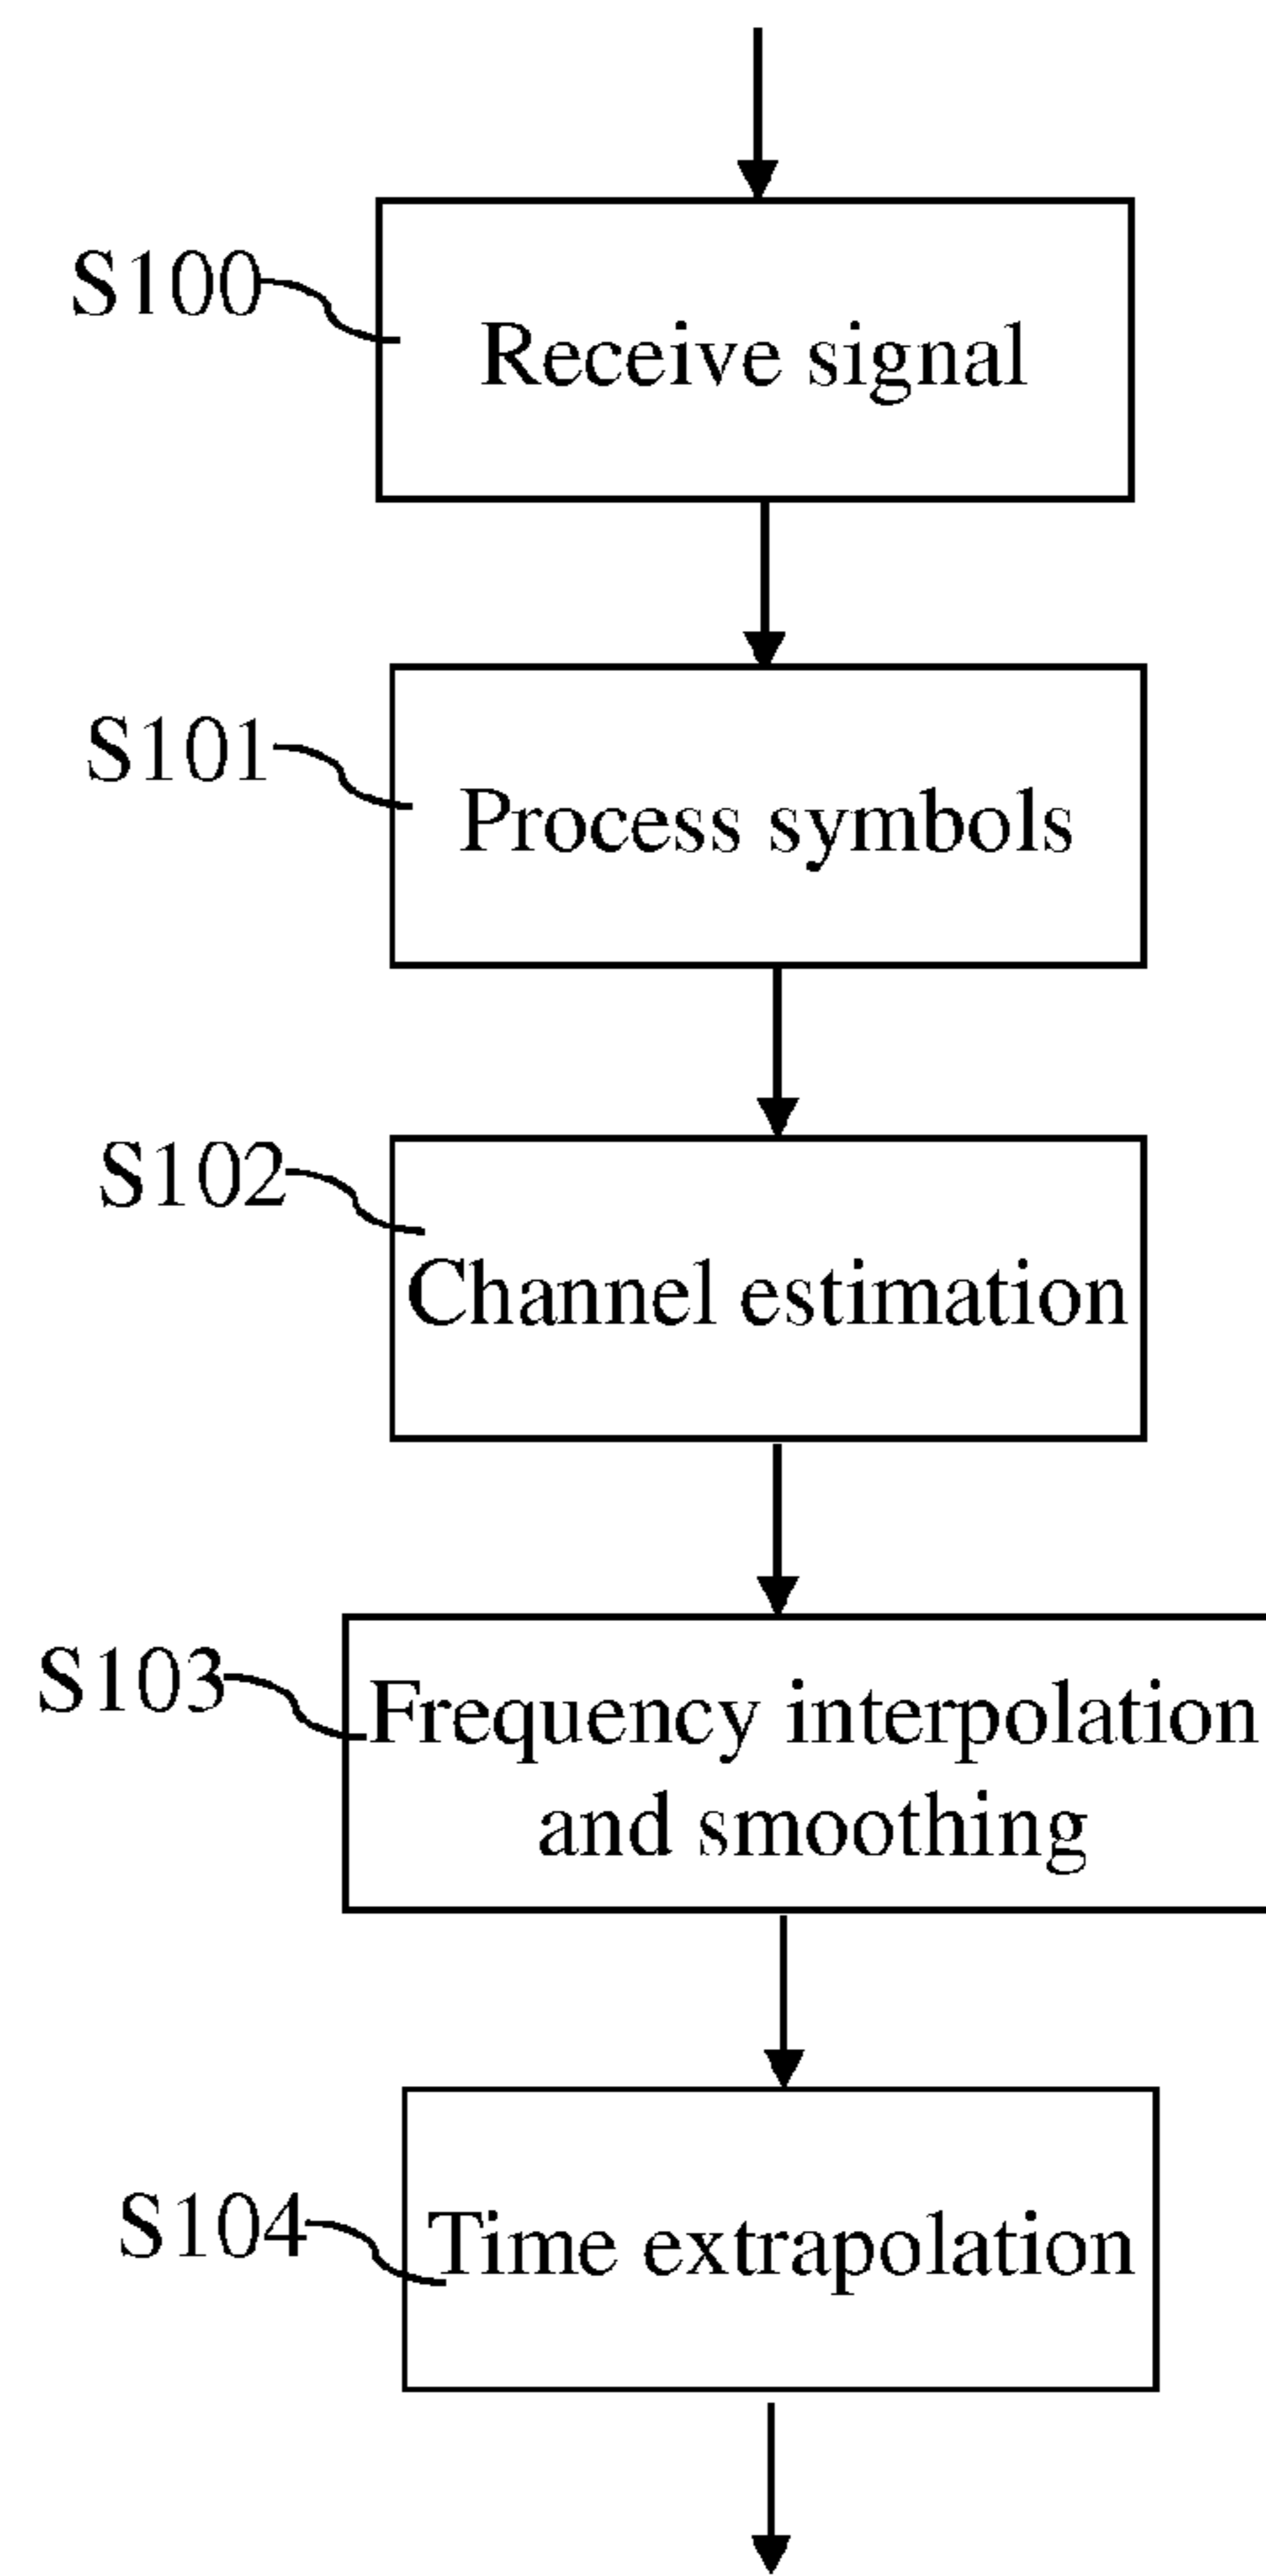 S100
Receive signal
S101
Process symbols
S102
Channel estimation
S103
Frequency interpolation
and smoothing
S104
Time extrapolation